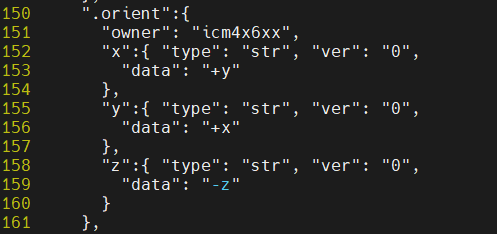 150     ".orient":{
151       "owner": "icm4x6xx",
152       "x":{ "type": "str", "ver": "0",
153         "data": "+y"
154       },
155       "y":{ "type": "str", "ver": "0",
156         "data": "+x"
157       },
158       "z":{ "type": "str", "ver": "0",
159         "data": "-z"
160       }
161     },